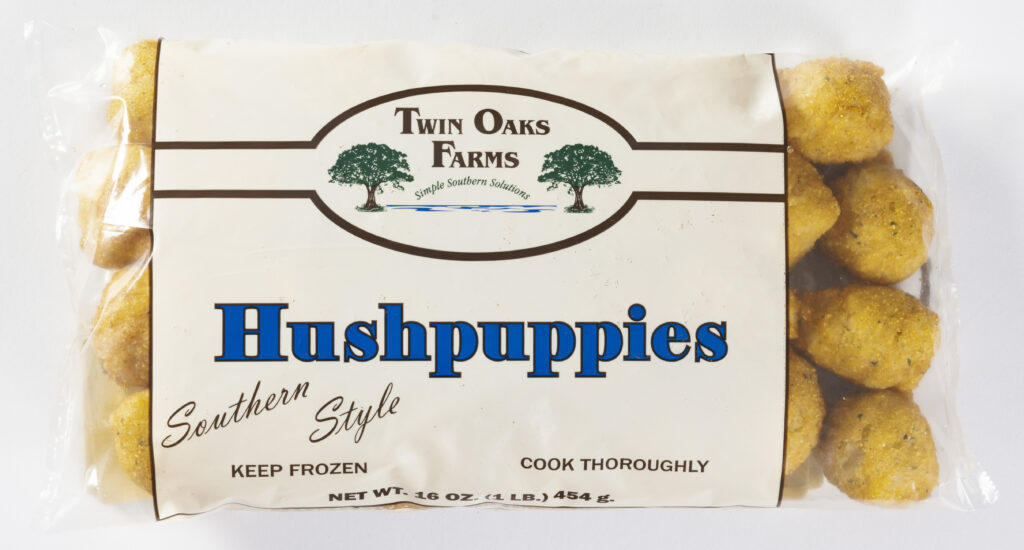 TWIN OAKS
FARMS
Simple Southern Solutions
Hushpuppies
Southern Style
KEEP FROZEN
COOK THOROUGHLY
NET WT. 16 OZ. (1 LB.) 454 g.